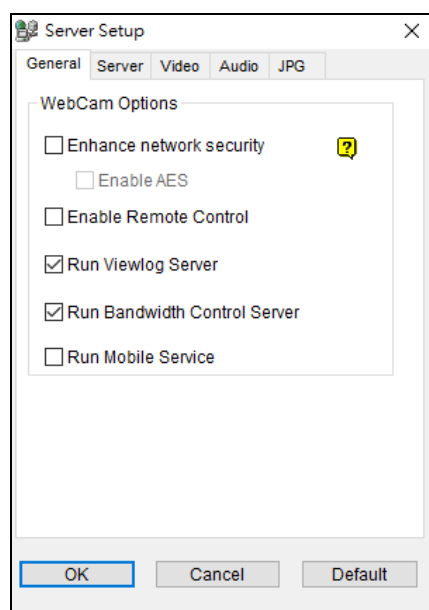 Server Setup
General Server Video Audio JPG
WebCam Options
Enhance network security
Enable AES
Enable Remote Control
Run Viewlog Server
Run Bandwidth Control Server
Run Mobile Service
OK Cancel Default